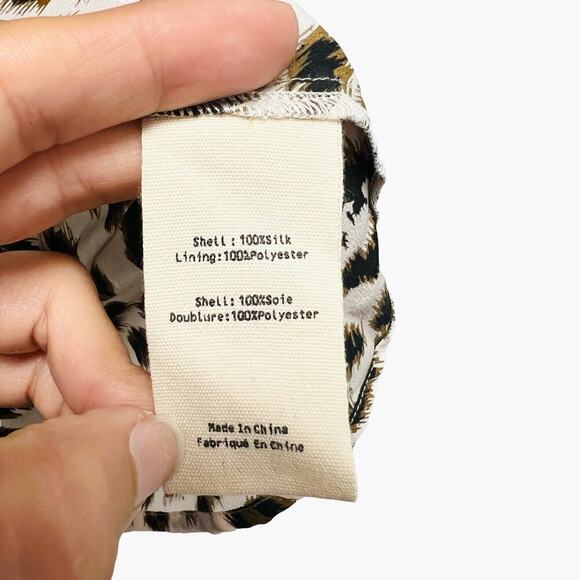 Shell : 100%Silk
Lining:100%Polyester
Shell: 100%Soie
Doublure:100%Polyester
Made In China
Fabriqué En Chine